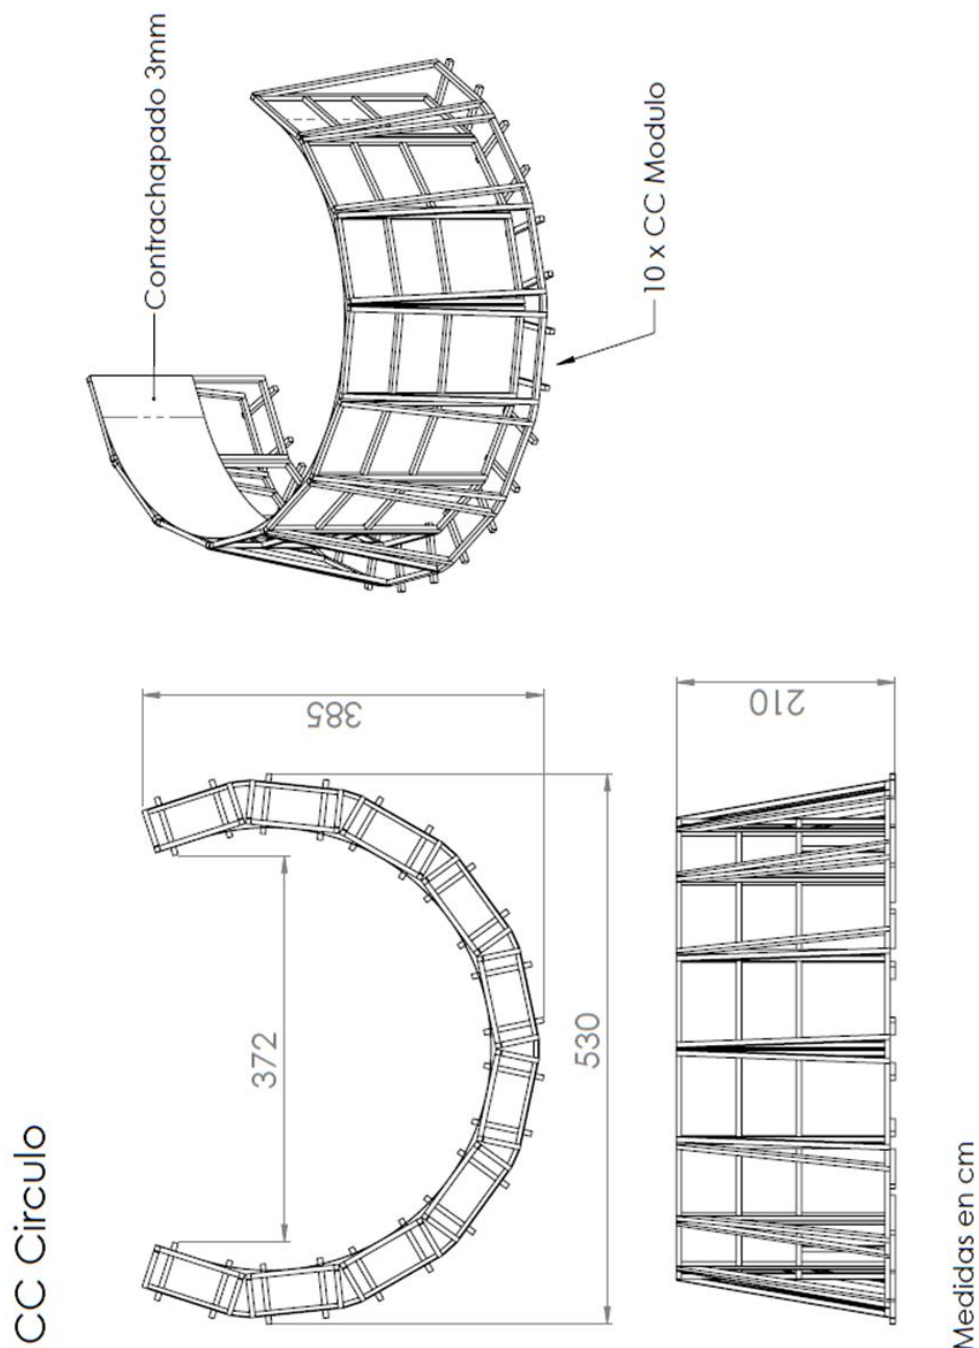 CC Circulo
Contrachapado 3mm
10 x CC Modulo
385
372
530
210
Medidas en cm